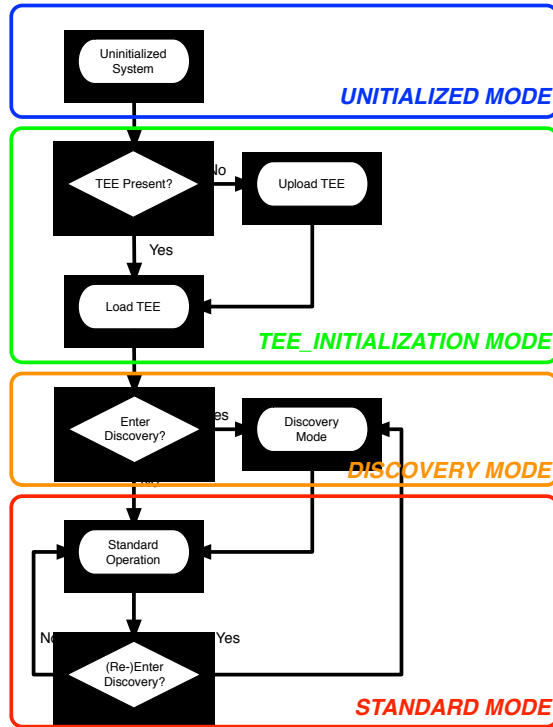 Uninitialized
System
UNITIALIZED MODE
TEE Present?
No
Upload TEE
Yes
Load TEE
TEE_INITIALIZATION MODE
Enter
Discovery?
Discovery
Mode
DISCOVERY MODE
Standard
Operation
No
Yes
(Re-)Enter
Discovery?
STANDARD MODE